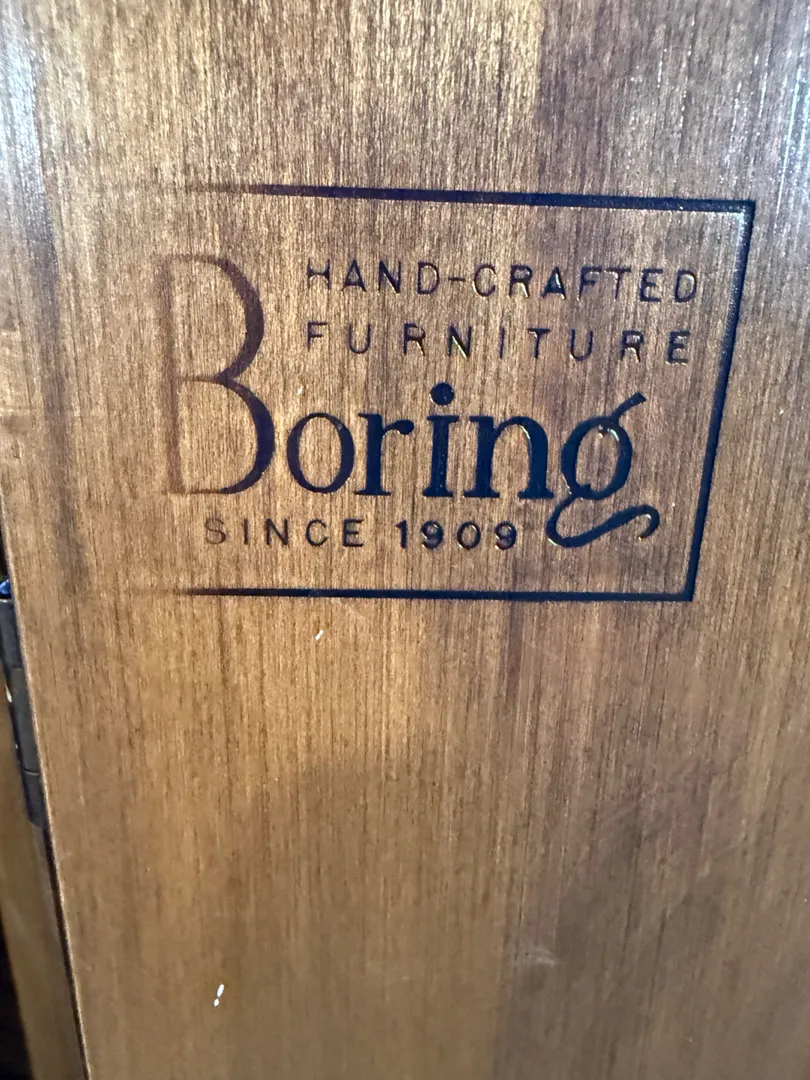 HAND-CRAFTED
FURNITURE
Boring
SINCE 1909